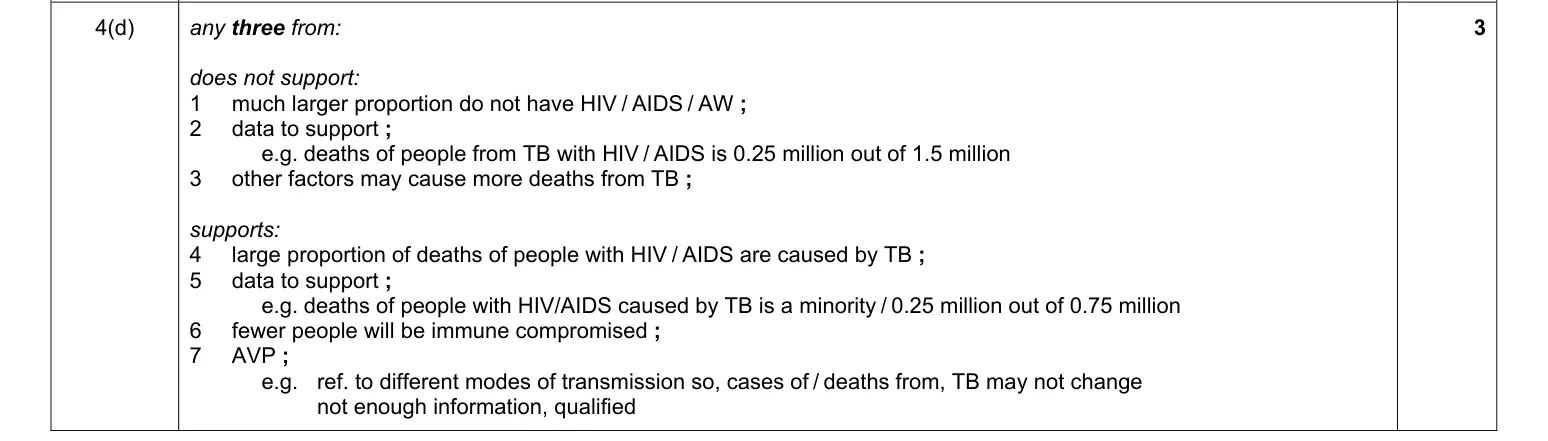 4(d) any three from: 3
does not support:
1 much larger proportion do not have HIV / AIDS / AW ;
2 data to support ;
e.g. deaths of people from TB with HIV / AIDS is 0.25 million out of 1.5 million
3 other factors may cause more deaths from TB ;
supports:
4 large proportion of deaths of people with HIV / AIDS are caused by TB ;
5 data to support ;
e.g. deaths of people with HIV/AIDS caused by TB is a minority / 0.25 million out of 0.75 million
6 fewer people will be immune compromised ;
7 AVP ;
e.g. ref. to different modes of transmission so, cases of / deaths from, TB may not change
not enough information, qualified